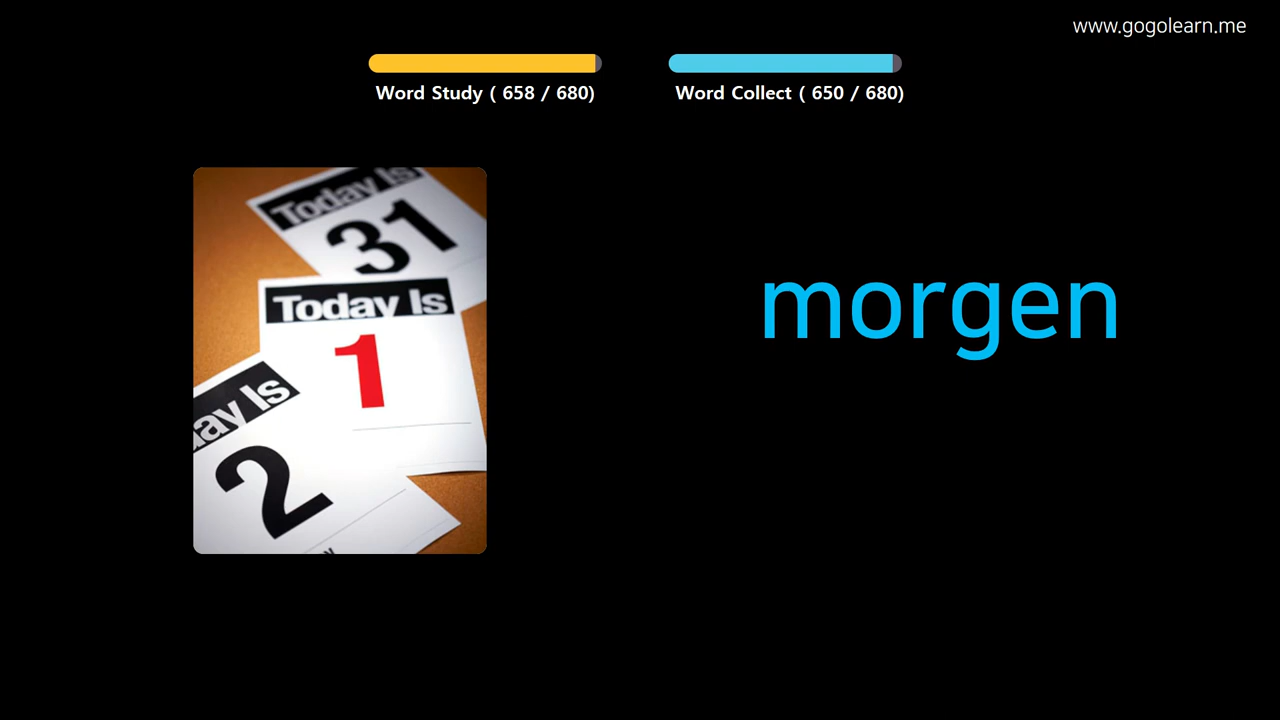 www.gogolearn.me
Word Study ( 658 / 680)
Word Collect ( 650 / 680)
Today Is
31
Today Is
1
ay Is
2
morgen